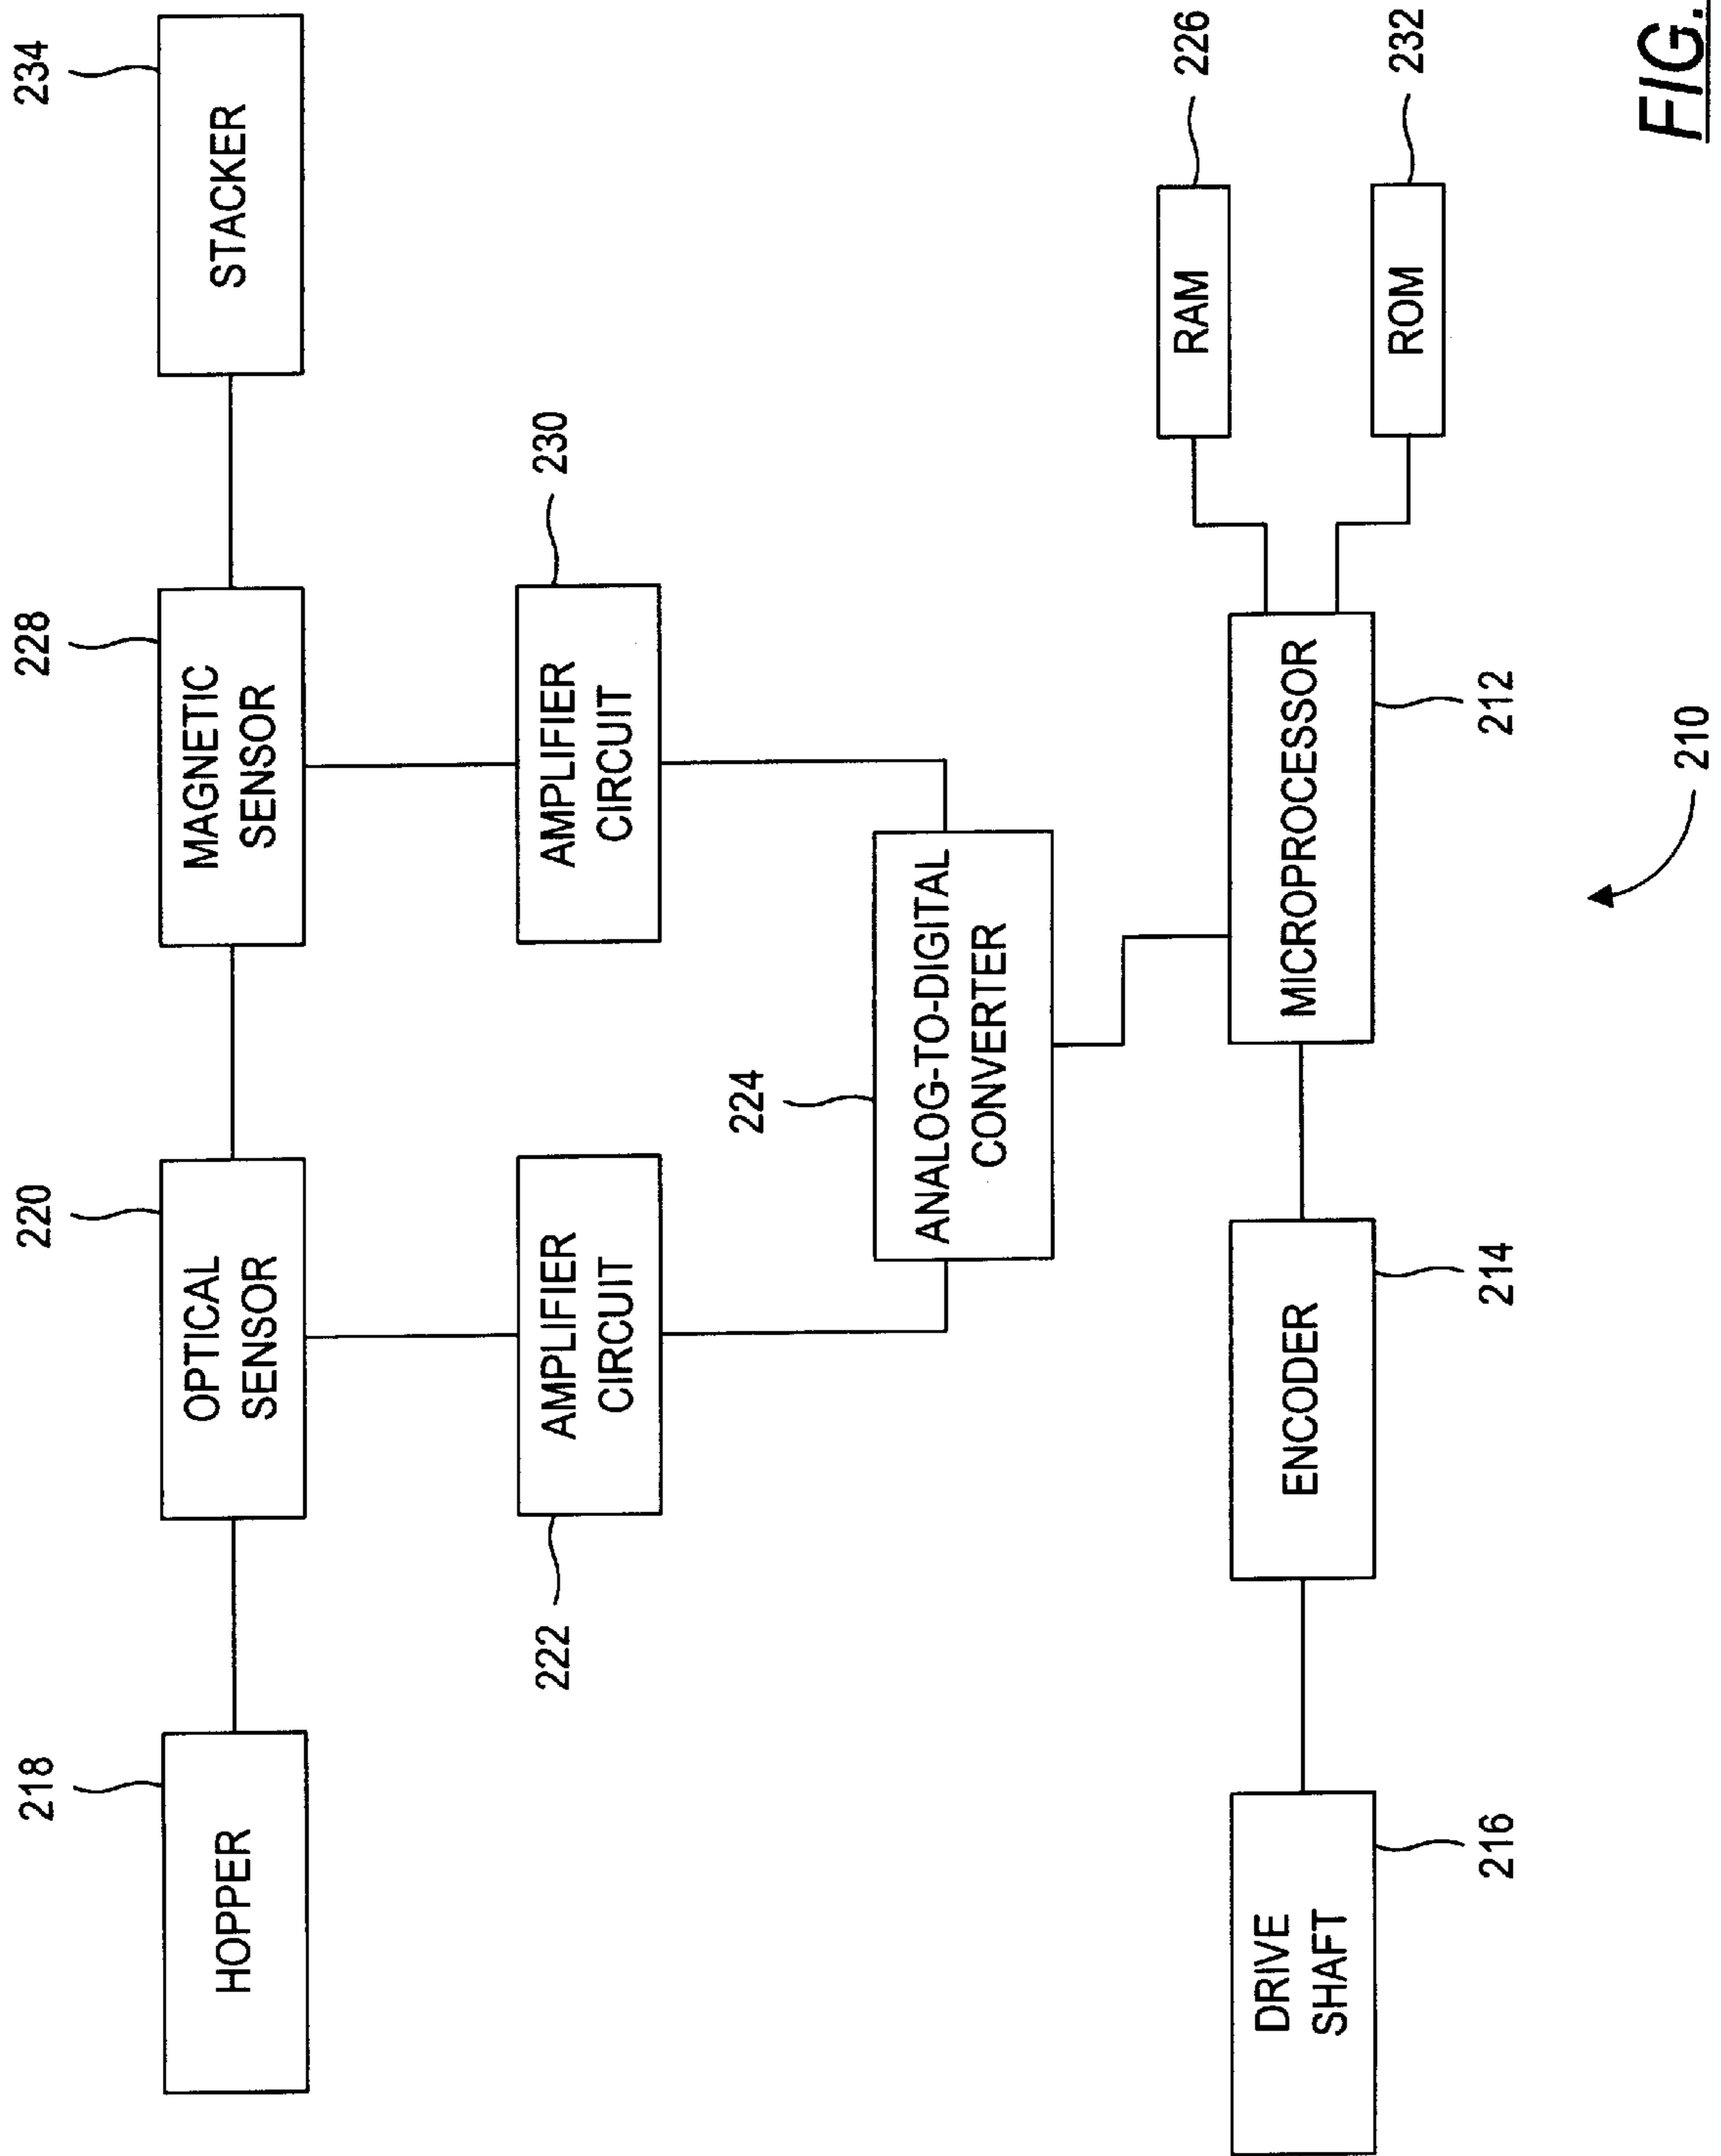 218
220
228
234
HOPPER
OPTICAL
SENSOR
MAGNETIC
SENSOR
STACKER
222
AMPLIFIER
CIRCUIT
230
AMPLIFIER
CIRCUIT
224
ANALOG-TO-DIGITAL
CONVERTER
DRIVE
SHAFT
ENCODER
MICROPROCESSOR
RAM
226
ROM
232
216
214
212
210
FIG.